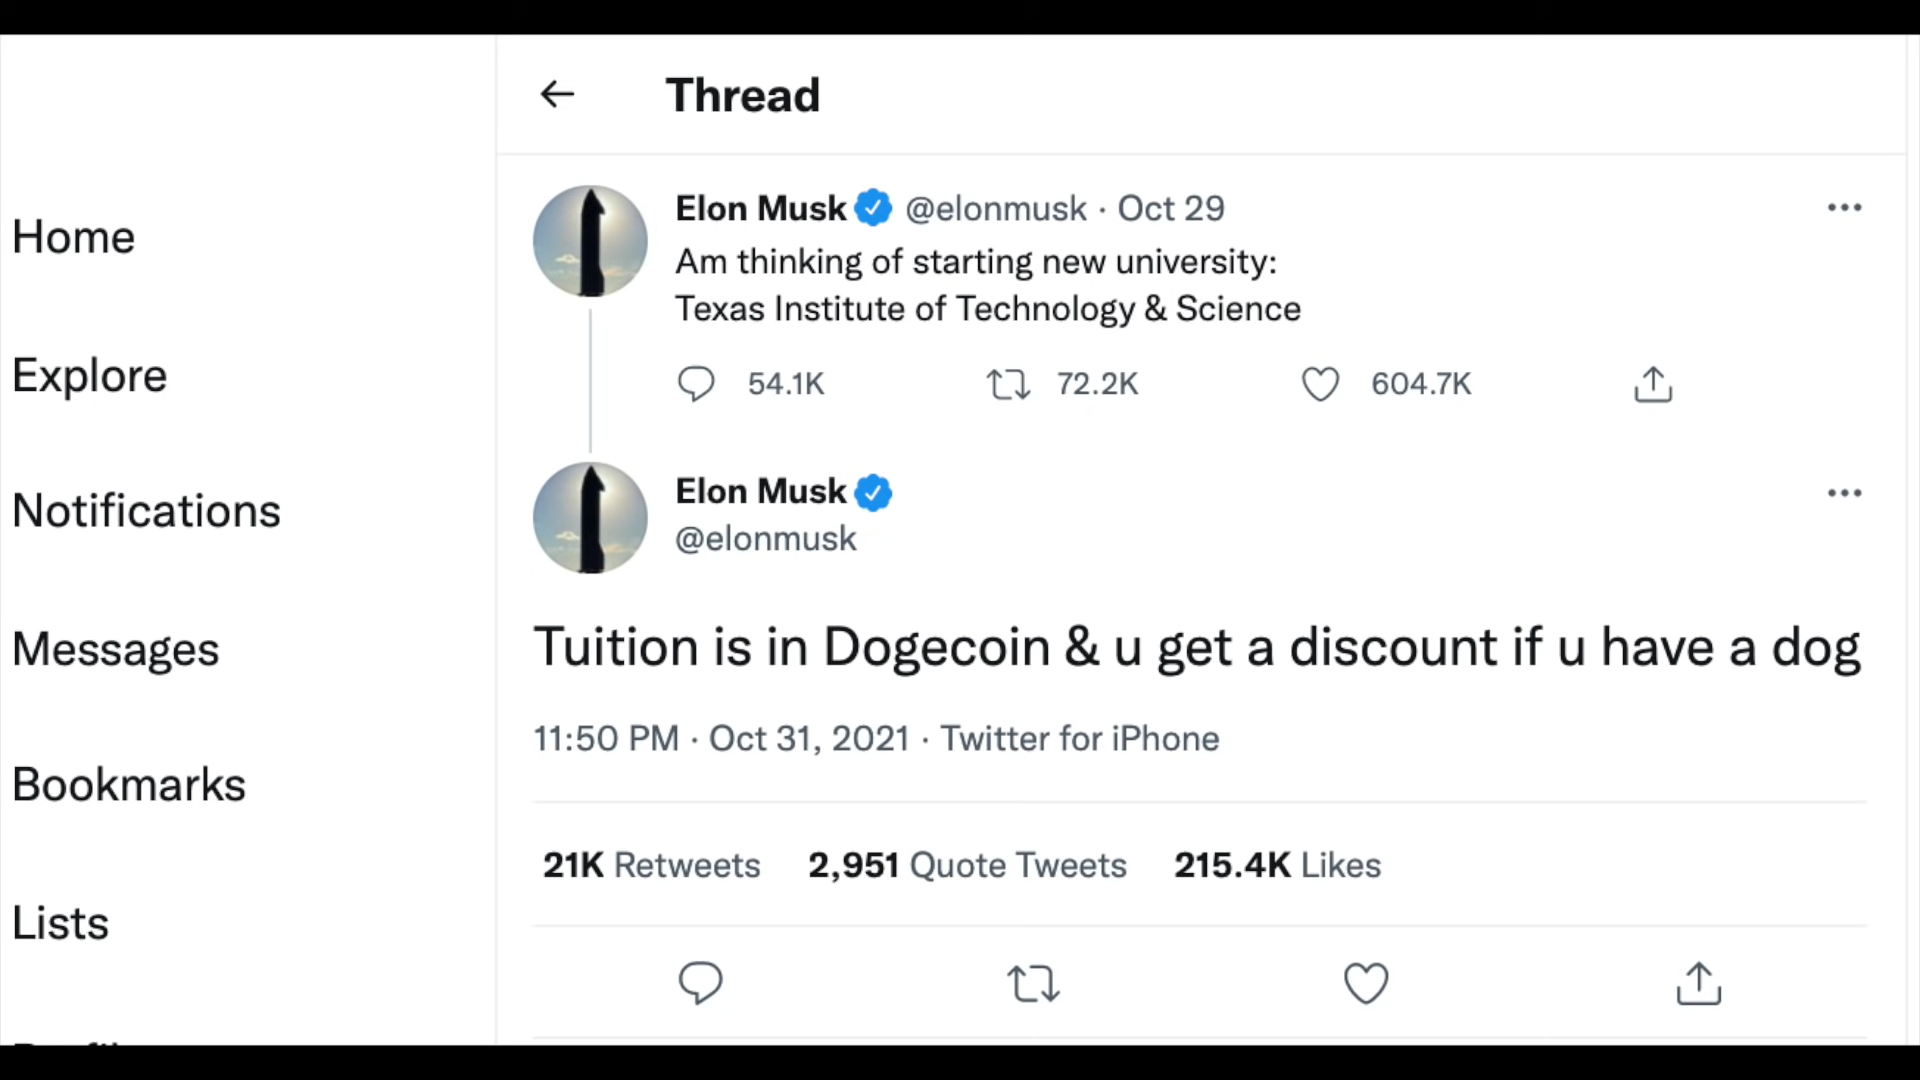 Thread
Home
Explore
Notifications
Messages
Bookmarks
Lists
Elon Musk @elonmusk · Oct 29
Am thinking of starting new university:
Texas Institute of Technology & Science
54.1K 72.2K 604.7K
Elon Musk
@elonmusk
Tuition is in Dogecoin & u get a discount if u have a dog
11:50 PM · Oct 31, 2021 · Twitter for iPhone
21K Retweets 2,951 Quote Tweets 215.4K Likes